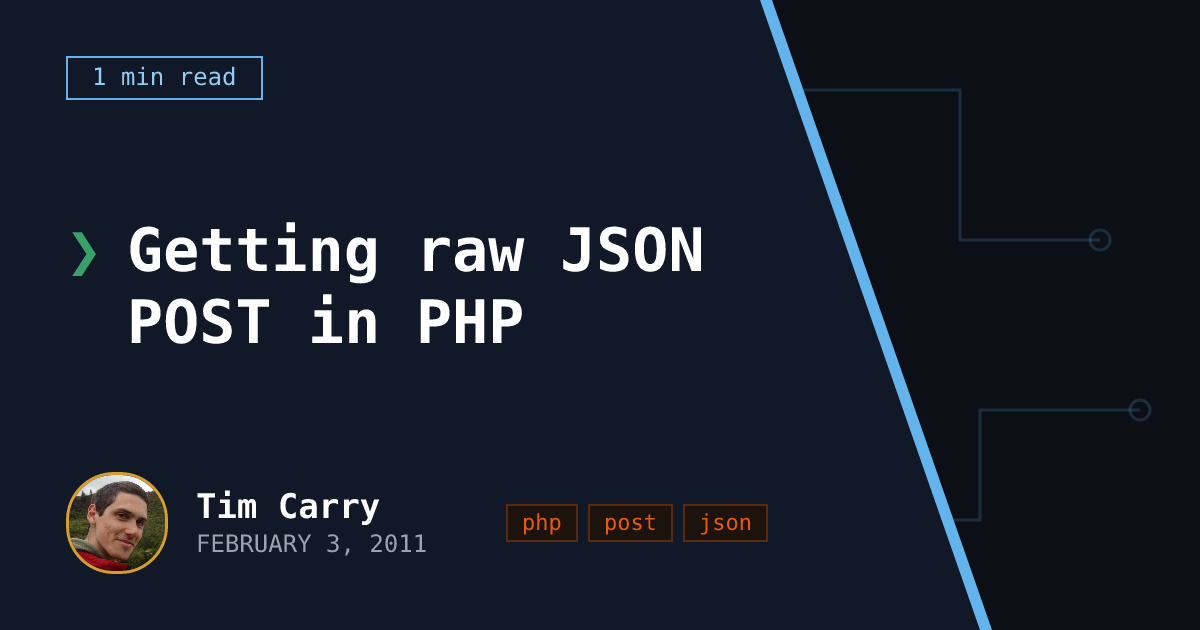 1 min read
❯ Getting raw JSON
POST in PHP
Tim Carry
FEBRUARY 3, 2011
php post json